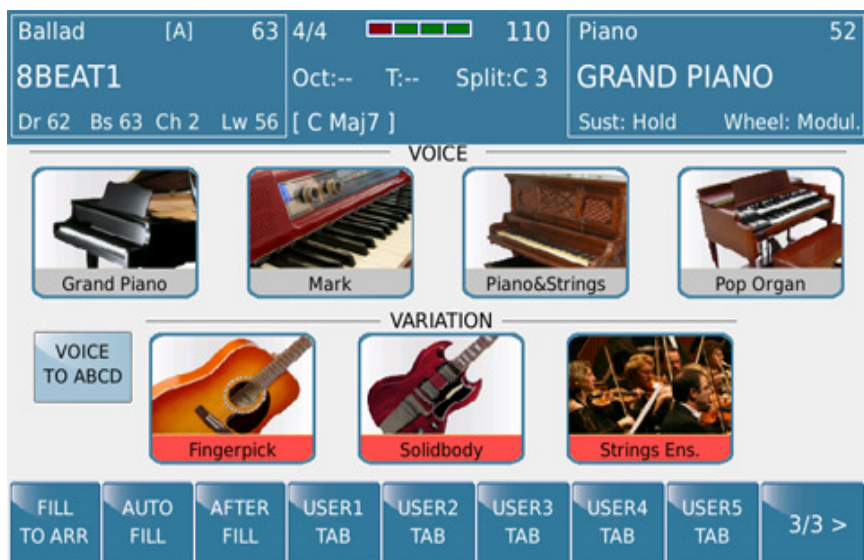 Ballad [A] 63
8BEAT1
Dr 62 Bs 63 Ch 2 Lw 56
4/4 110
Oct:-- T:-- Split:C 3
[ C Maj7 ]
Piano 52
GRAND PIANO
Sust: Hold Wheel: Modul.
VOICE
Grand Piano
Mark
Piano&Strings
Pop Organ
VARIATION
VOICE
TO ABCD
Fingerpick
Solidbody
Strings Ens.
FILL
TO ARR
AUTO
FILL
AFTER
FILL
USER1
TAB
USER2
TAB
USER3
TAB
USER4
TAB
USER5
TAB
3/3 >